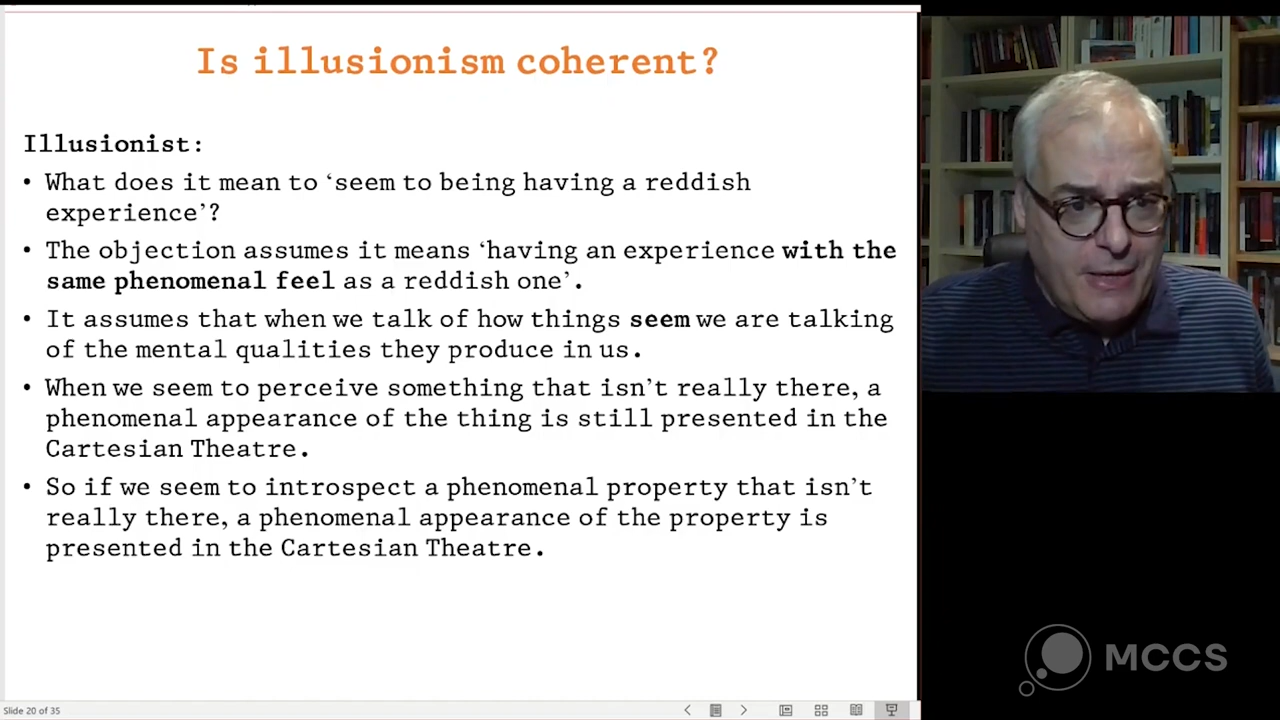 Is illusionism coherent?
Illusionist:
• What does it mean to ‘seem to being having a reddish
experience’?
• The objection assumes it means ‘having an experience with the
same phenomenal feel as a reddish one’.
• It assumes that when we talk of how things seem we are talking
of the mental qualities they produce in us.
• When we seem to perceive something that isn’t really there, a
phenomenal appearance of the thing is still presented in the
Cartesian Theatre.
• So if we seem to introspect a phenomenal property that isn’t
really there, a phenomenal appearance of the property is
presented in the Cartesian Theatre.
MCCS
Slide 20 of 35